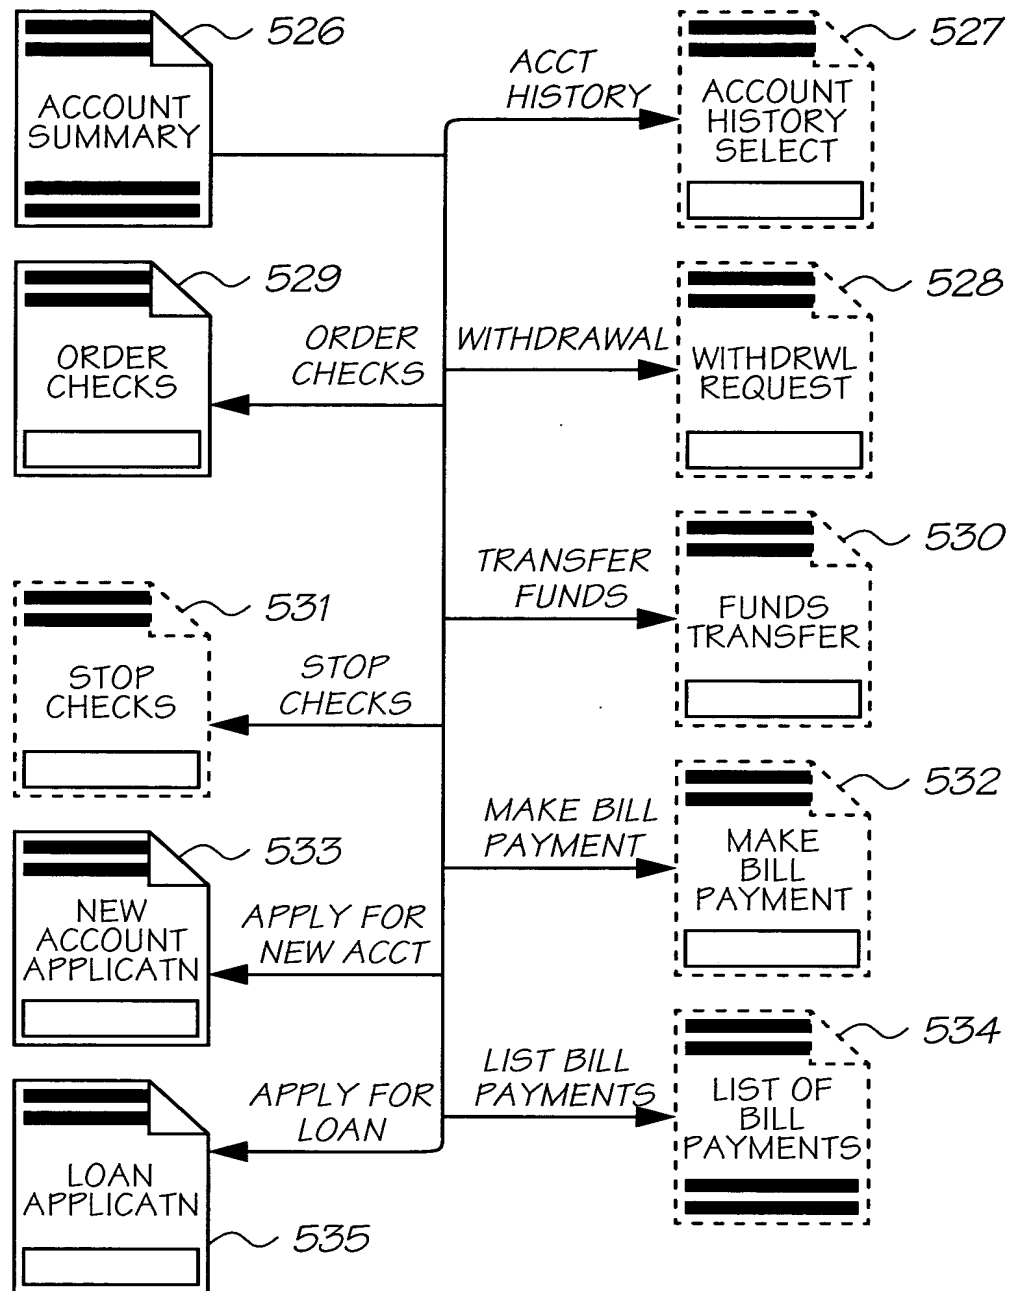 526
ACCOUNT
SUMMARY
ACCT
HISTORY
527
ACCOUNT
HISTORY
SELECT
529
ORDER
CHECKS
ORDER
CHECKS
WITHDRAWAL
528
WITHDRWL
REQUEST
TRANSFER
FUNDS
530
FUNDS
TRANSFER
531
STOP
CHECKS
STOP
CHECKS
MAKE BILL
PAYMENT
532
MAKE
BILL
PAYMENT
533
NEW
ACCOUNT
APPLICATN
APPLY FOR
NEW ACCT
LIST BILL
PAYMENTS
534
LIST OF
BILL
PAYMENTS
APPLY FOR
LOAN
LOAN
APPLICATN
535